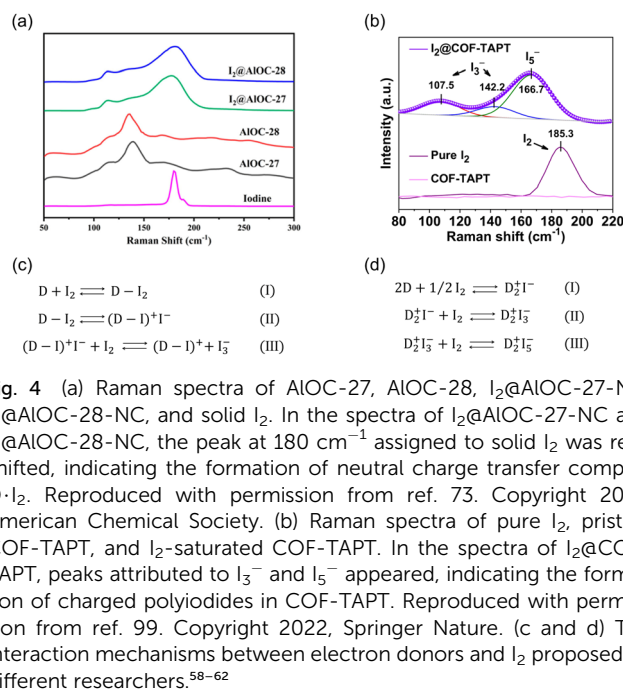 (a)
I₂@AlOC-28
I₂@AlOC-27
AlOC-28
AlOC-27
Iodine
50 100 150 200 250 300
Raman Shift (cm⁻¹)
(b)
I₂@COF-TAPT
I₃⁻
I₅⁻
107.5
142.2
166.7
I₂
185.3
Pure I₂
COF-TAPT
Intensity (a.u.)
80 100 120 140 160 180 200 220
Raman shift (cm⁻¹)
(c)
D + I₂ ⇌ D − I₂ (I)
D − I₂ ⇌ (D − I)⁺I⁻ (II)
(D − I)⁺I⁻ + I₂ ⇌ (D − I)⁺ + I₃⁻ (III)
(d)
2D + 1/2 I₂ ⇌ D₂⁺I⁻ (I)
D₂⁺I⁻ + I₂ ⇌ D₂⁺I₃⁻ (II)
D₂⁺I₃⁻ + I₂ ⇌ D₂⁺I₅⁻ (III)
g. 4 (a) Raman spectra of AlOC-27, AlOC-28, I₂@AlOC-27-N
@AlOC-28-NC, and solid I₂. In the spectra of I₂@AlOC-27-NC a
@AlOC-28-NC, the peak at 180 cm⁻¹ assigned to solid I₂ was re
hifted, indicating the formation of neutral charge transfer comp
·I₂. Reproduced with permission from ref. 73. Copyright 20
merican Chemical Society. (b) Raman spectra of pure I₂, prist
COF-TAPT, and I₂-saturated COF-TAPT. In the spectra of I₂@CO
APT, peaks attributed to I₃⁻ and I₅⁻ appeared, indicating the form
on of charged polyiodides in COF-TAPT. Reproduced with perm
on from ref. 99. Copyright 2022, Springer Nature. (c and d) T
nteraction mechanisms between electron donors and I₂ proposed
ifferent researchers.⁵⁸⁻⁶²